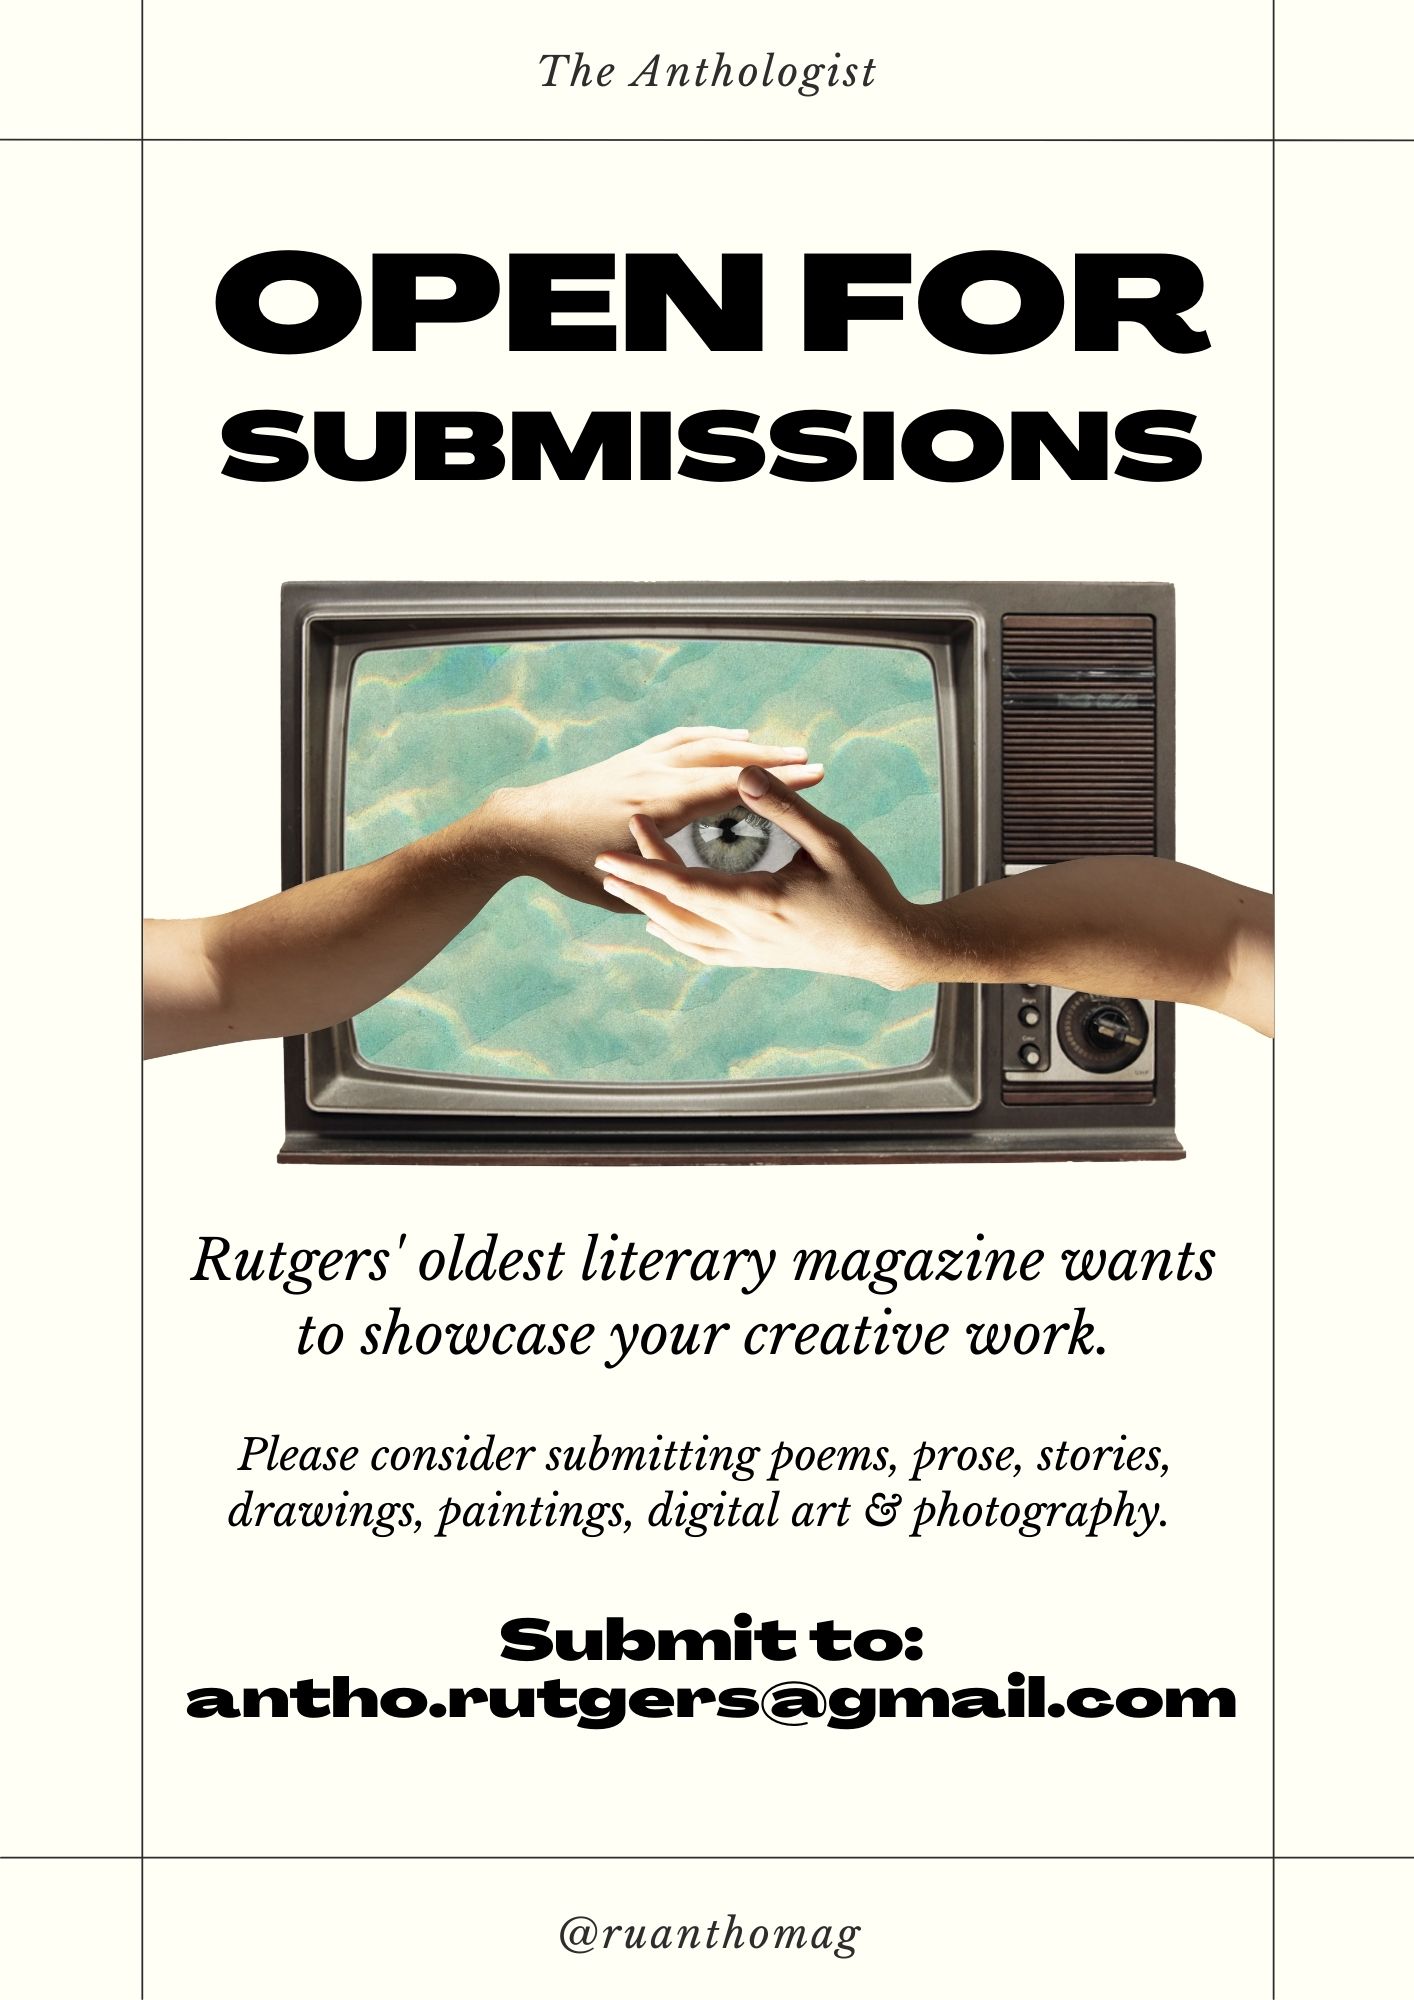 The Anthologist
OPEN FOR
SUBMISSIONS
Rutgers' oldest literary magazine wants
to showcase your creative work.
Please consider submitting poems, prose, stories,
drawings, paintings, digital art & photography.
Submit to:
antho.rutgers@gmail.com
@ruanthomag